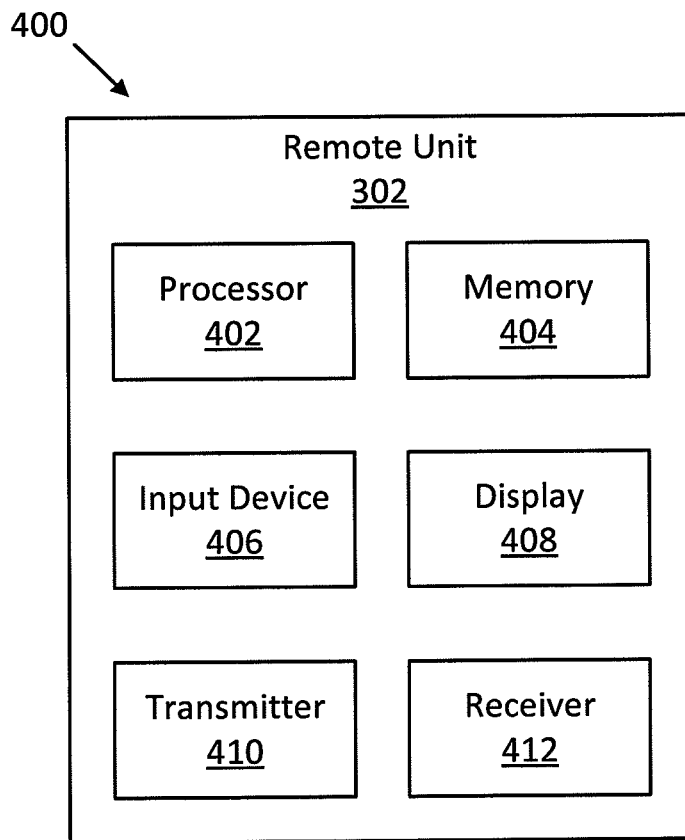 400
Remote Unit
302
Processor
402
Memory
404
Input Device
406
Display
408
Transmitter
410
Receiver
412